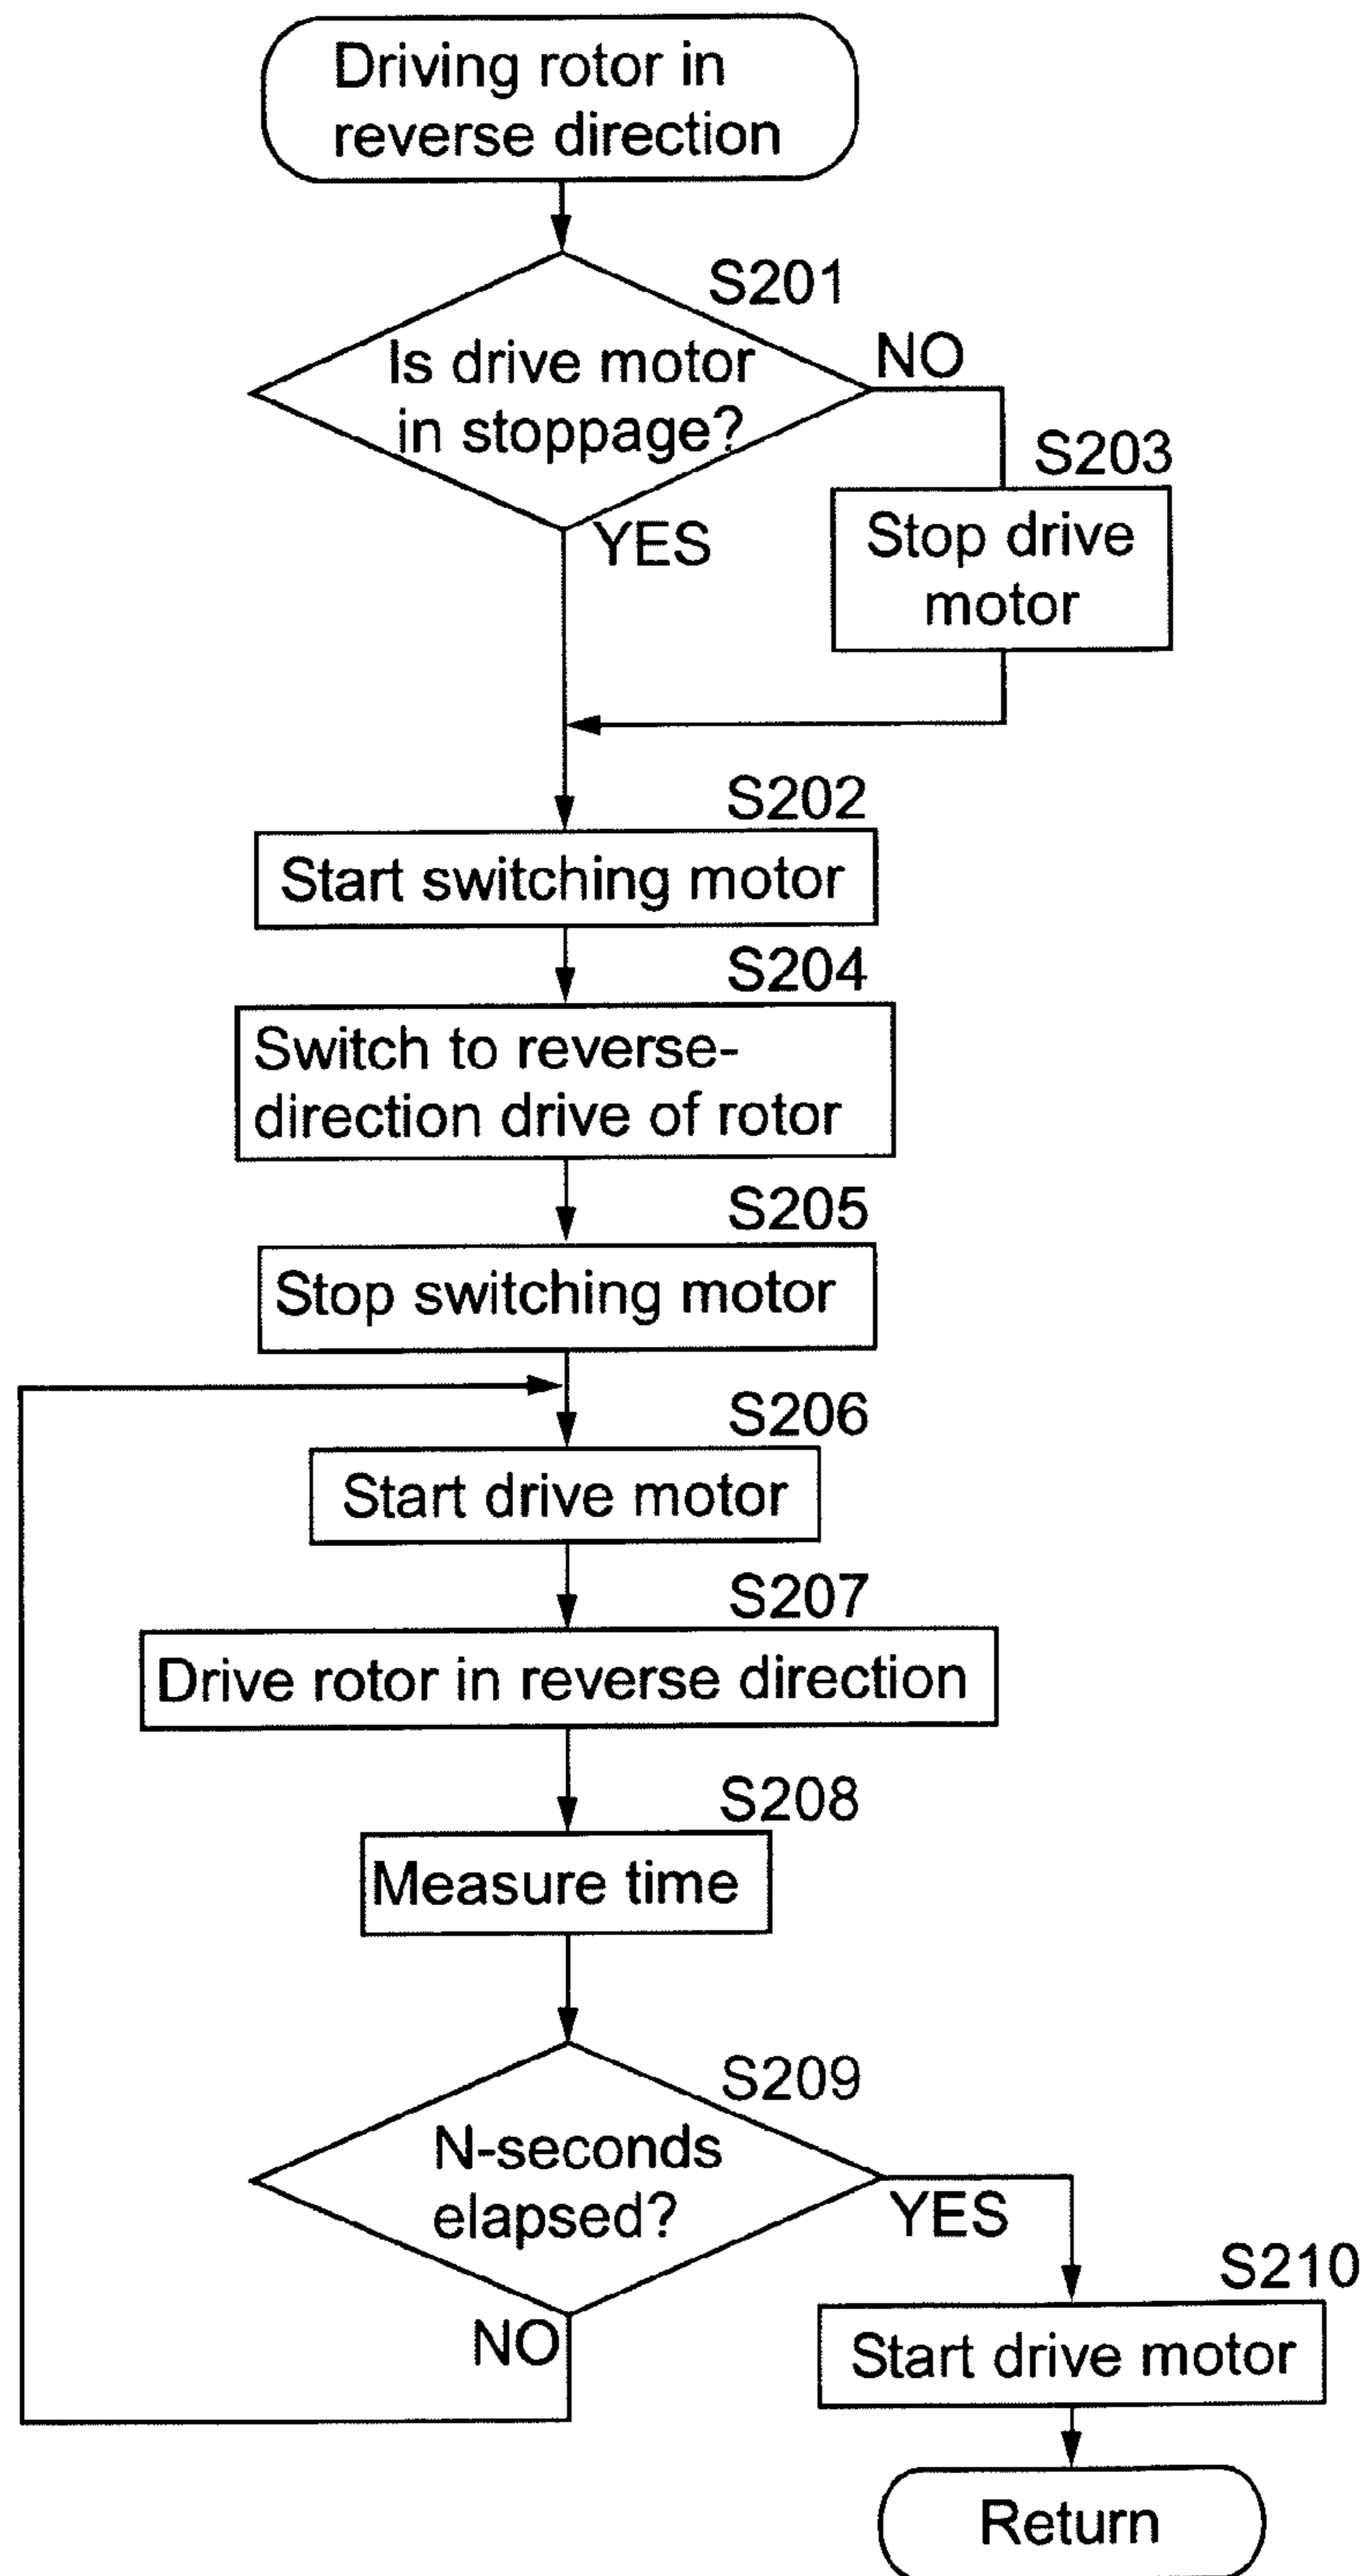 Driving rotor in
reverse direction
S201
Is drive motor
in stoppage?
NO
YES
S203
Stop drive
motor
S202
Start switching motor
S204
Switch to reverse-
direction drive of rotor
S205
Stop switching motor
S206
Start drive motor
S207
Drive rotor in reverse direction
S208
Measure time
S209
N-seconds
elapsed?
YES
NO
S210
Start drive motor
Return